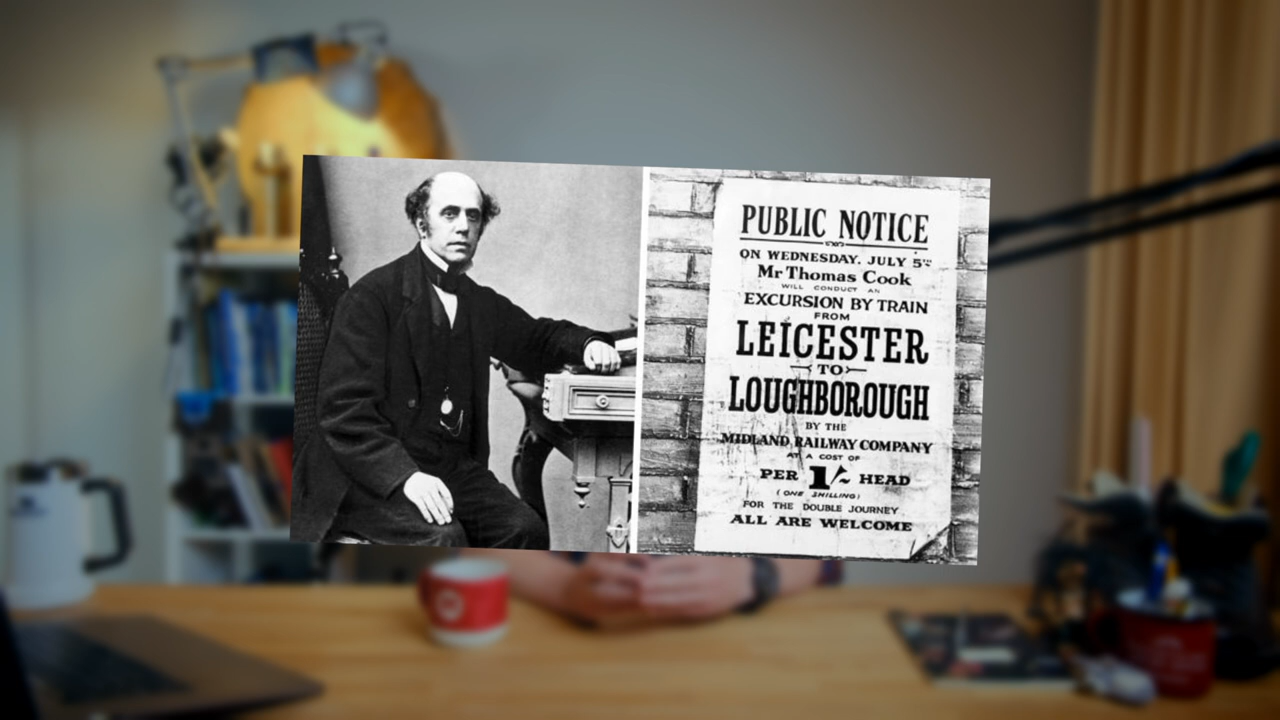 PUBLIC NOTICE
ON WEDNESDAY. JULY 5TH
Mr Thomas Cook
WILL CONDUCT AN
EXCURSION BY TRAIN
FROM
LEICESTER
TO
LOUGHBOROUGH
BY THE
MIDLAND RAILWAY COMPANY
AT A COST OF
PER 1/- HEAD
(ONE SHILLING)
FOR THE DOUBLE JOURNEY
ALL ARE WELCOME